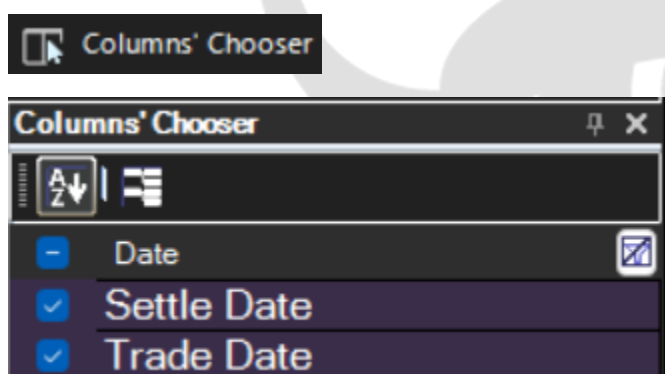 Columns' Chooser
Columns' Chooser
A Z
Date
Settle Date
Trade Date